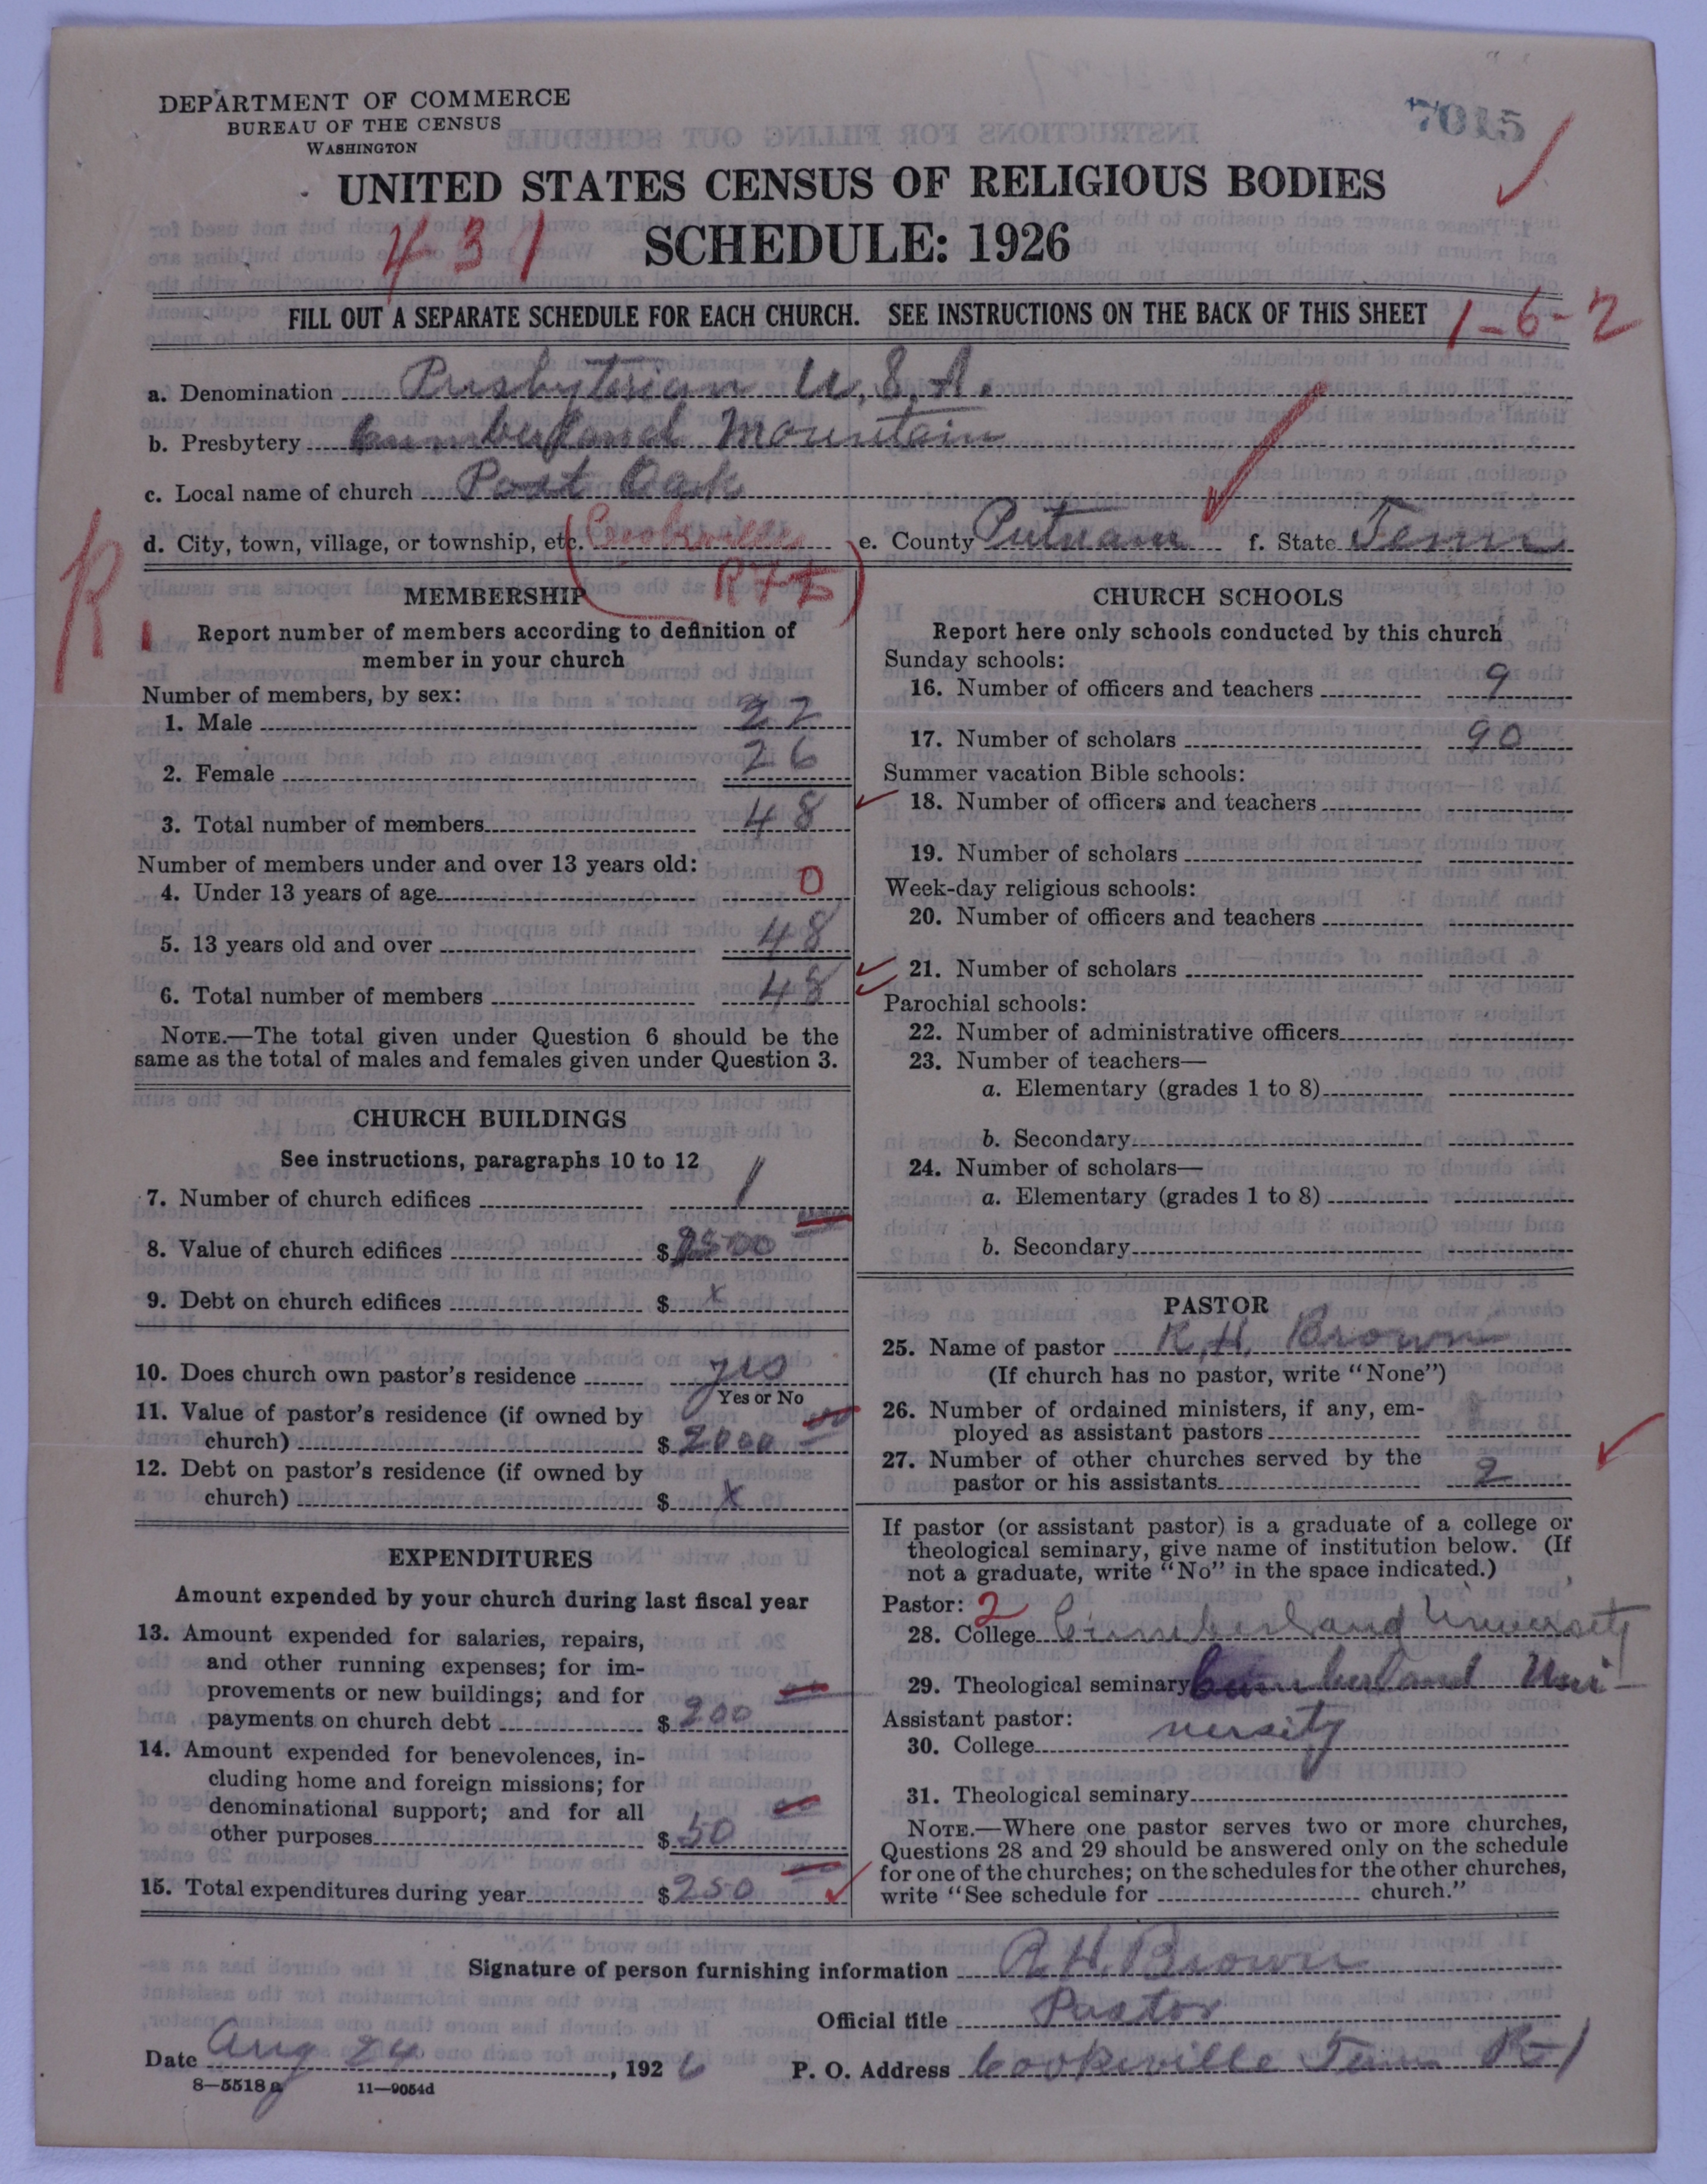 DEPARTMENT OF COMMERCE
BUREAU OF THE CENSUS
WASHINGTON
7015
UNITED STATES CENSUS OF RELIGIOUS BODIES
431
SCHEDULE: 1926
FILL OUT A SEPARATE SCHEDULE FOR EACH CHURCH. SEE INSTRUCTIONS ON THE BACK OF THIS SHEET
1-6-2
a. Denomination Presbyterian U.S.A.
b. Presbytery Cumberland Mountain
c. Local name of church Post Oak
d. City, town, village, or township, etc. (Cookville e. County Putnam f. State Tenn
R.
MEMBERSHIP
Report number of members according to definition of
member in your church
Number of members, by sex:
1. Male 22
2. Female 26
3. Total number of members 48
Number of members under and over 13 years old:
4. Under 13 years of age 0
5. 13 years old and over 48
6. Total number of members 48
NOTE.—The total given under Question 6 should be the
same as the total of males and females given under Question 3.
CHURCH BUILDINGS
See instructions, paragraphs 10 to 12
7. Number of church edifices 1
8. Value of church edifices $ 2500
9. Debt on church edifices $ x
10. Does church own pastor's residence yes
Yes or No
11. Value of pastor's residence (if owned by
church) $ 2000
12. Debt on pastor's residence (if owned by
church) $ x
EXPENDITURES
Amount expended by your church during last fiscal year
13. Amount expended for salaries, repairs,
and other running expenses; for im-
provements or new buildings; and for
payments on church debt $ 200
14. Amount expended for benevolences, in-
cluding home and foreign missions; for
denominational support; and for all
other purposes $ 50
15. Total expenditures during year $ 250
CHURCH SCHOOLS
Report here only schools conducted by this church
Sunday schools:
16. Number of officers and teachers 9
17. Number of scholars 90
Summer vacation Bible schools:
18. Number of officers and teachers
19. Number of scholars
Week-day religious schools:
20. Number of officers and teachers
21. Number of scholars
Parochial schools:
22. Number of administrative officers
23. Number of teachers—
a. Elementary (grades 1 to 8)
b. Secondary
24. Number of scholars—
a. Elementary (grades 1 to 8)
b. Secondary
PASTOR
25. Name of pastor R. H. Brown
(If church has no pastor, write "None")
26. Number of ordained ministers, if any, em-
ployed as assistant pastors
27. Number of other churches served by the
pastor or his assistants 2
If pastor (or assistant pastor) is a graduate of a college or
theological seminary, give name of institution below. (If
not a graduate, write "No" in the space indicated.)
Pastor: 2
28. College Cumberland University
29. Theological seminary Cumberland Uni-
Assistant pastor: versity
30. College
31. Theological seminary
NOTE.—Where one pastor serves two or more churches,
Questions 28 and 29 should be answered only on the schedule
for one of the churches; on the schedules for the other churches,
write "See schedule for church."
Signature of person furnishing information R. H. Brown
Official title Pastor
Date Aug 24, 1926 P. O. Address Cookeville Tenn R-1
8—5518a 11—9054d